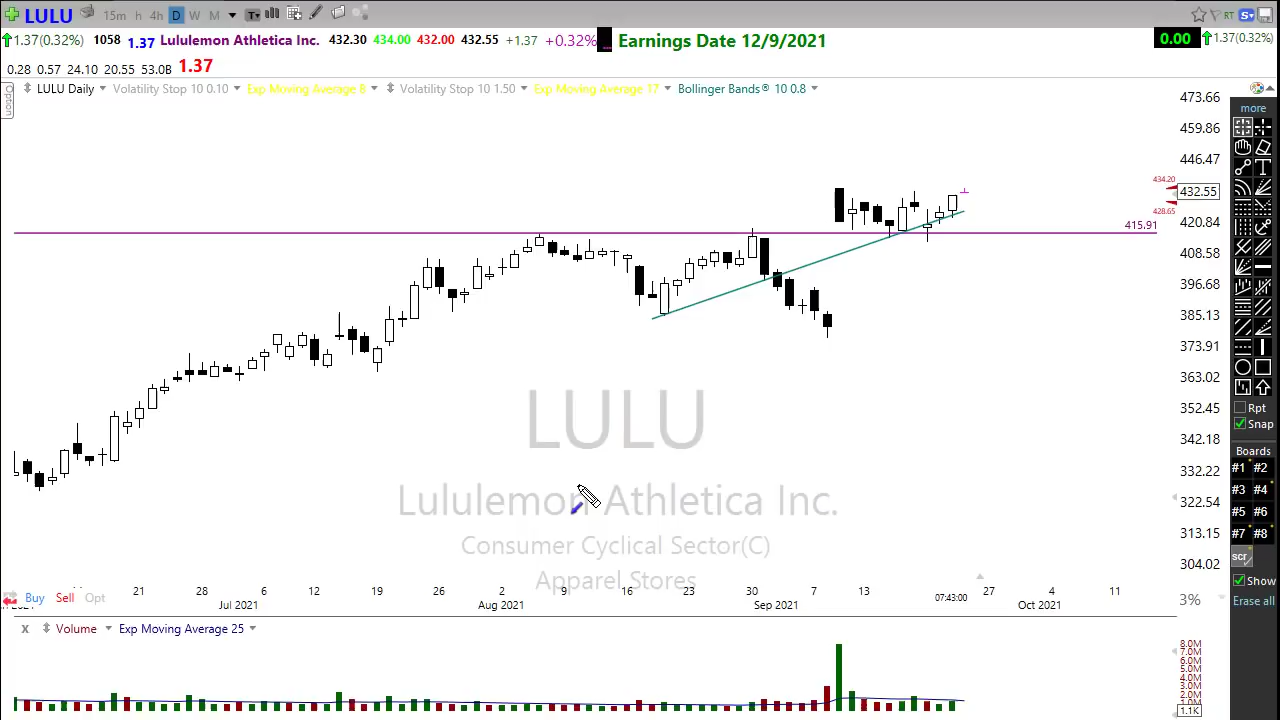 LULU 15m h 4h D W M T RT S
1.37(0.32%) 1058 1.37 Lululemon Athletica Inc. 432.30 434.00 432.00 432.55 +1.37 +0.32% Earnings Date 12/9/2021 0.00 1.37(0.32%)
0.28 0.57 24.10 20.55 53.0B 1.37
Option
LULU Daily Volatility Stop 10 0.10 Exp Moving Average 8 Volatility Stop 10 1.50 Exp Moving Average 17 Bollinger Bands® 10 0.8
473.66
459.86
446.47
434.20
432.55
428.65
420.84
415.91
408.58
396.68
385.13
373.91
363.02
352.45
342.18
332.22
322.54
313.15
304.02
more
Rpt
Snap
Boards
#1 #2
#3 #4
#5 #6
#7 #8
scr
Show
Erase all
LULU
Lululemon Athletica Inc.
Consumer Cyclical Sector(C)
Apparel Stores
21 28 6 12 19 26 2 9 16 23 30 7 13 07:43:00 27 4 11
Buy Sell Opt
Jul 2021 Aug 2021 Sep 2021 Oct 2021
3%
X Volume Exp Moving Average 25
8.0M
7.0M
6.0M
5.0M
4.0M
3.0M
2.0M
1.1K